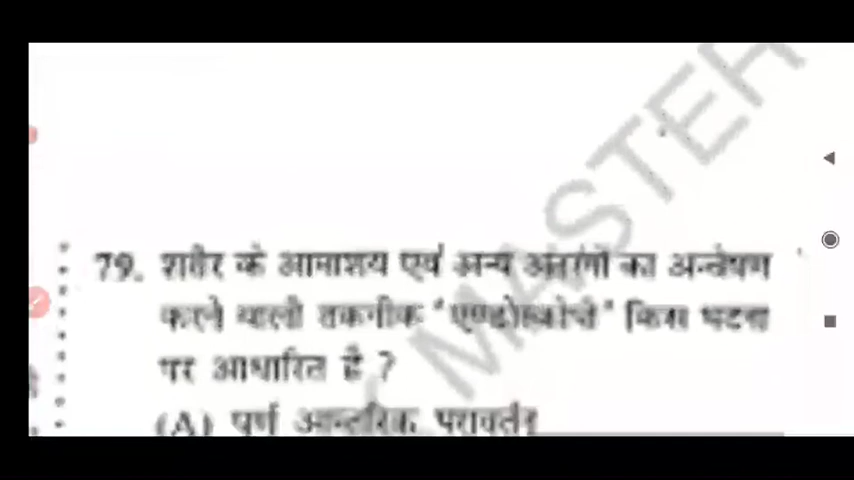 MASTER
79. शरीर के आमाशय एवं अन्य अंतरंगों का अन्वेषण
करने वाली तकनीक 'एण्डोस्कोपी' किस घटना
पर आधारित है ?
(A) पूर्ण आन्तरिक परावर्तन